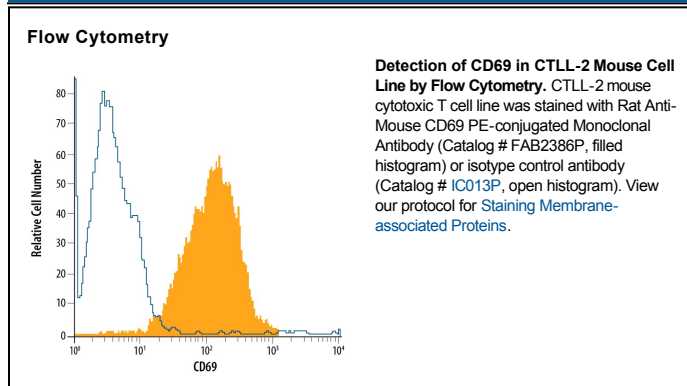 Flow Cytometry
Relative Cell Number
80
70
60
50
40
30
20
10
0
10⁰
10¹
10²
10³
10⁴
CD69
Detection of CD69 in CTLL-2 Mouse Cell
Line by Flow Cytometry. CTLL-2 mouse
cytotoxic T cell line was stained with Rat Anti-
Mouse CD69 PE-conjugated Monoclonal
Antibody (Catalog # FAB2386P, filled
histogram) or isotype control antibody
(Catalog # IC013P, open histogram). View
our protocol for Staining Membrane-
associated Proteins.